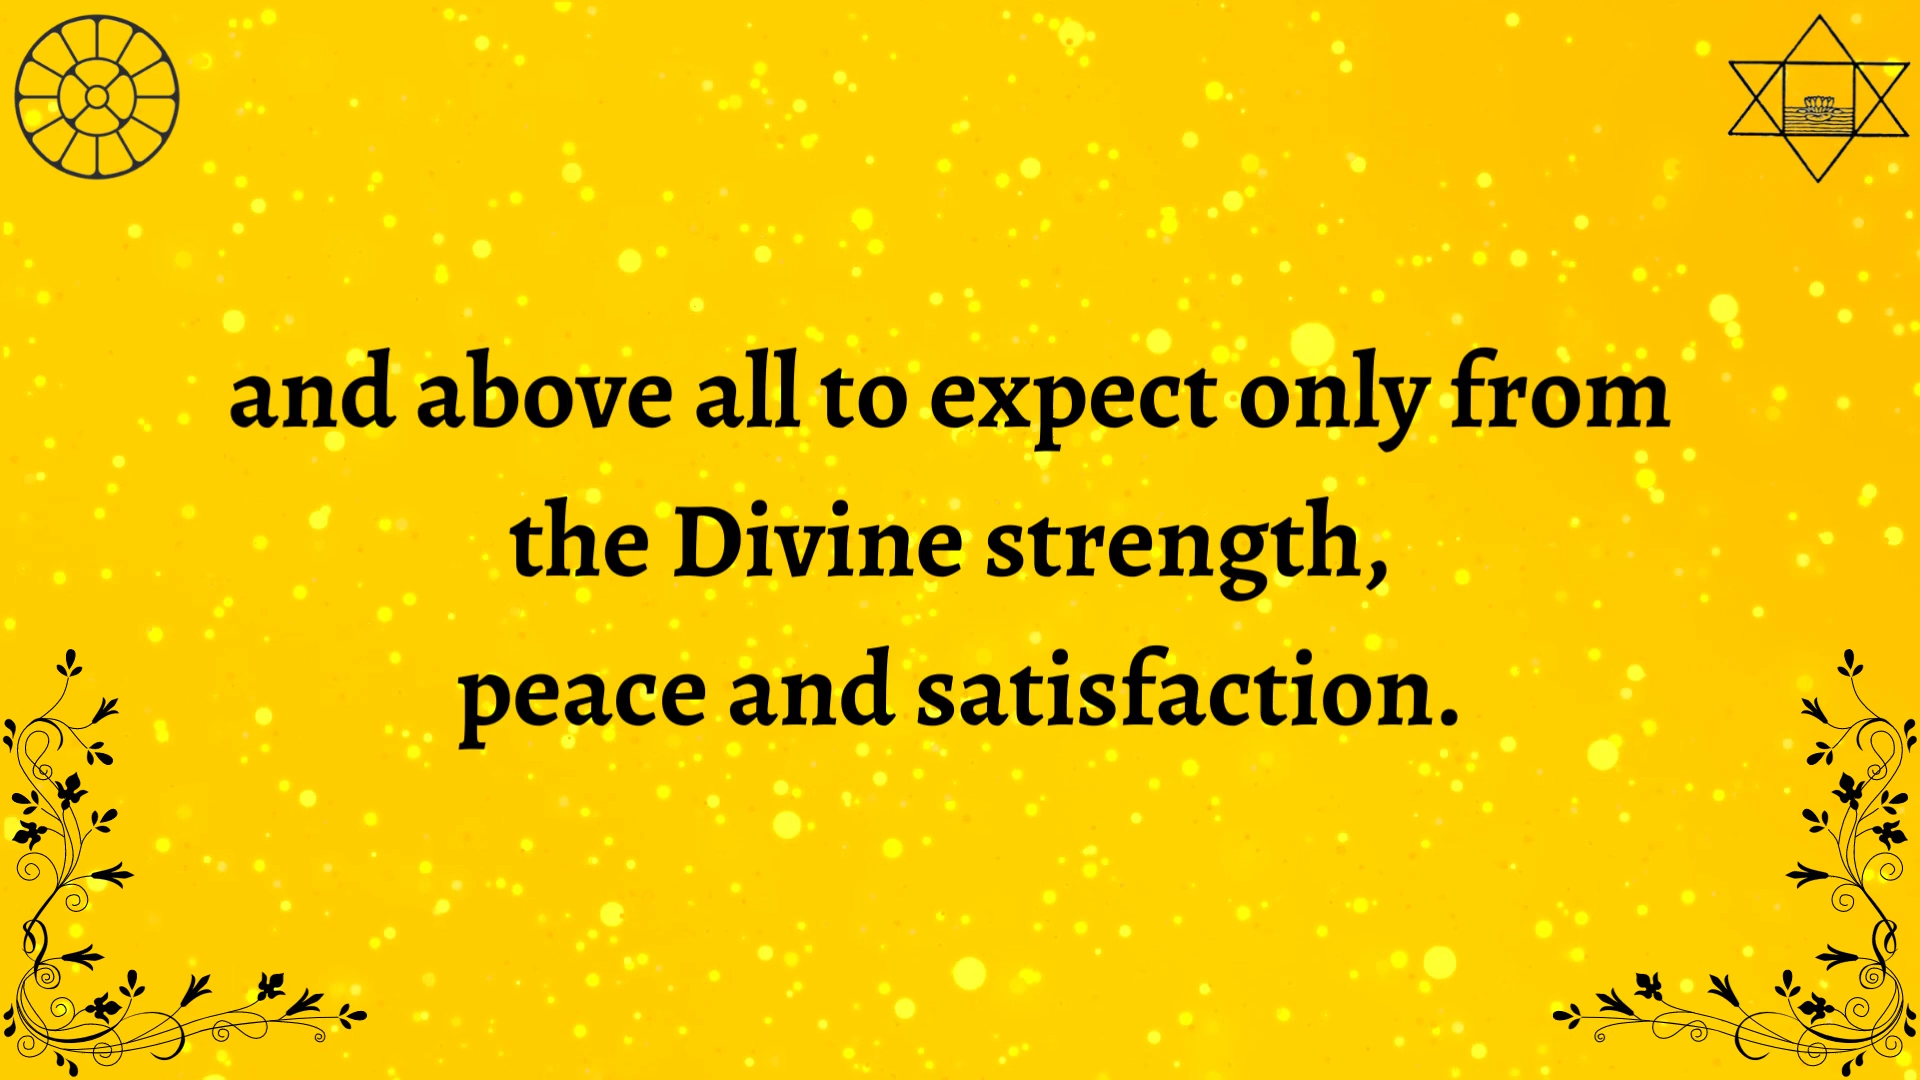 and above all to expect only from
the Divine strength,
peace and satisfaction.